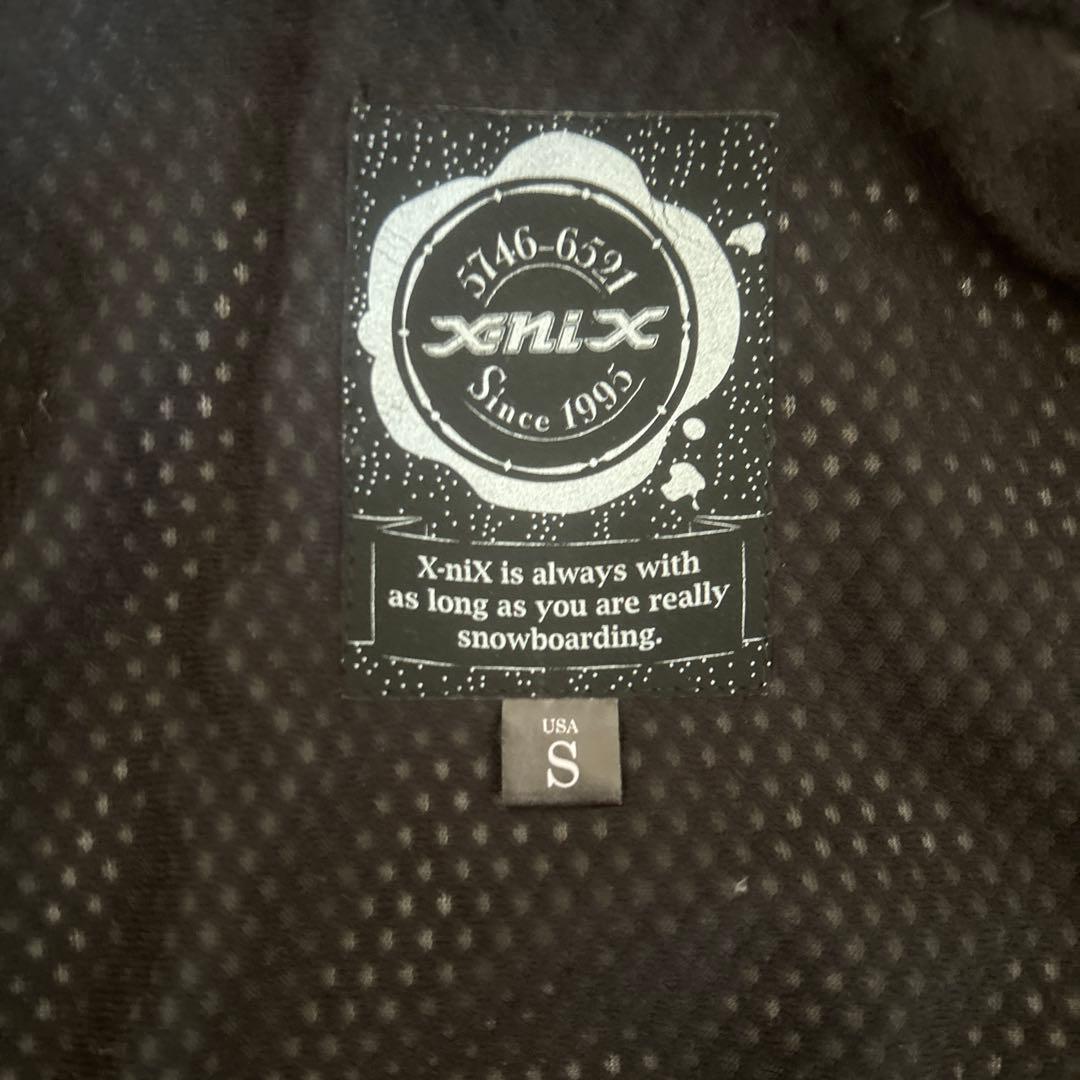 5746-6521
X-niX
Since 1995
X-niX is always with
as long as you are really
snowboarding.
USA
S